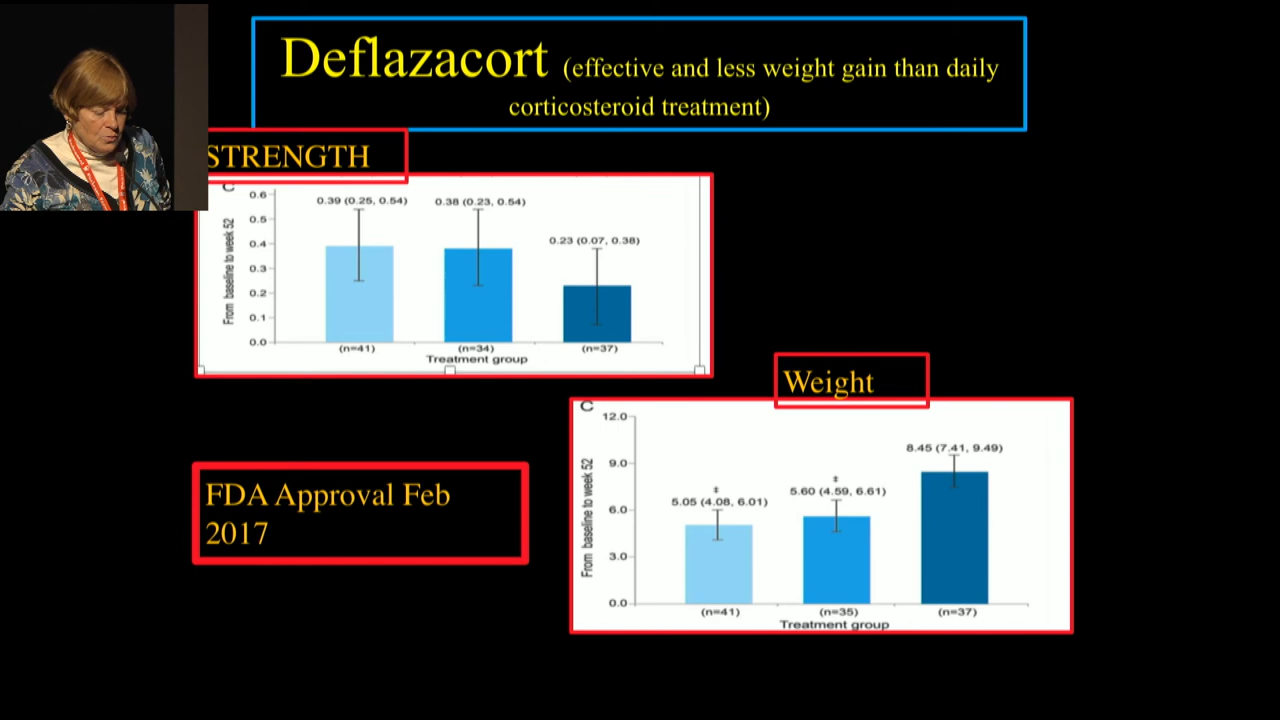 Deflazacort (effective and less weight gain than daily
corticosteroid treatment)
STRENGTH
C
From baseline to week 52
0.6
0.5
0.4
0.3
0.2
0.1
0.0
0.39 (0.25, 0.54)
0.38 (0.23, 0.54)
0.23 (0.07, 0.38)
(n=41)
(n=34)
(n=37)
Treatment group
Weight
C
From baseline to week 52
12.0
9.0
6.0
3.0
0.0
‡
5.05 (4.08, 6.01)
‡
5.60 (4.59, 6.61)
8.45 (7.41, 9.49)
(n=41)
(n=35)
(n=37)
Treatment group
FDA Approval Feb
2017